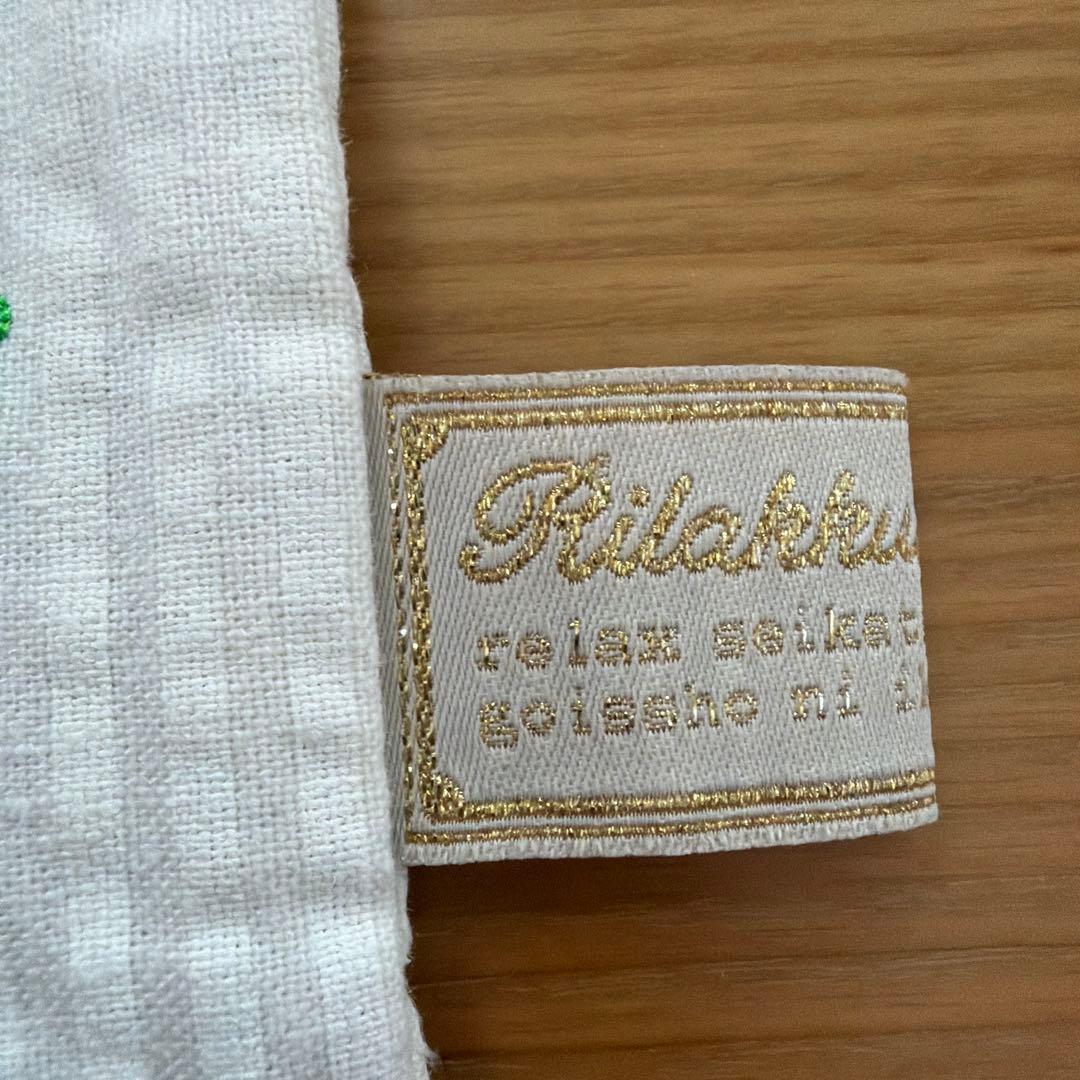 Rilakku
relax seikat
goissho ni i